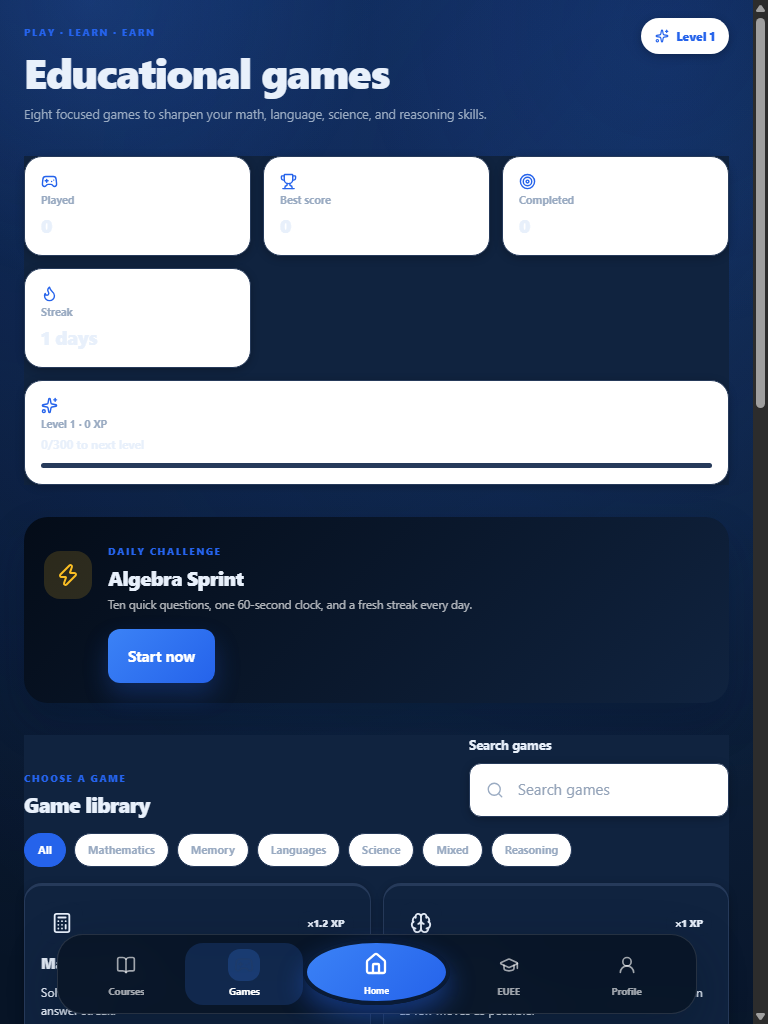 PLAY · LEARN · EARN
Level 1
Educational games
Eight focused games to sharpen your math, language, science, and reasoning skills.
Played
0
Best score
0
Completed
0
Streak
1 days
Level 1 · 0 XP
0/300 to next level
DAILY CHALLENGE
Algebra Sprint
Ten quick questions, one 60-second clock, and a fresh streak every day.
Start now
Search games
Search games
CHOOSE A GAME
Game library
All
Mathematics
Memory
Languages
Science
Mixed
Reasoning
×1.2 XP
×1 XP
Courses
Games
Home
EUEE
Profile